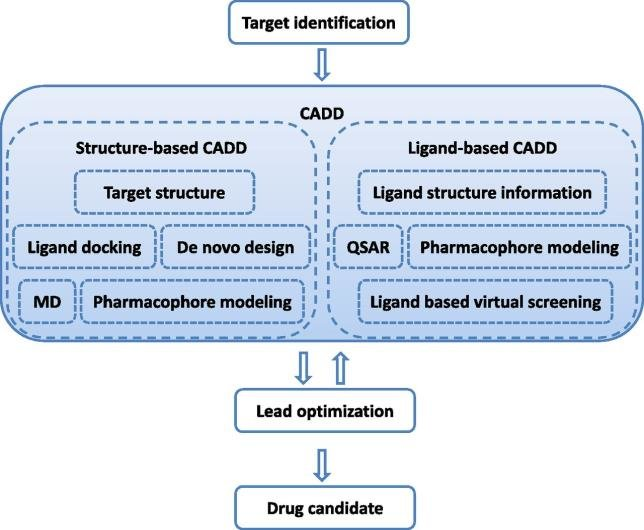 Target identification
CADD
Structure-based CADD
Target structure
Ligand docking
De novo design
MD
Pharmacophore modeling
Ligand-based CADD
Ligand structure information
QSAR
Pharmacophore modeling
Ligand based virtual screening
Lead optimization
Drug candidate